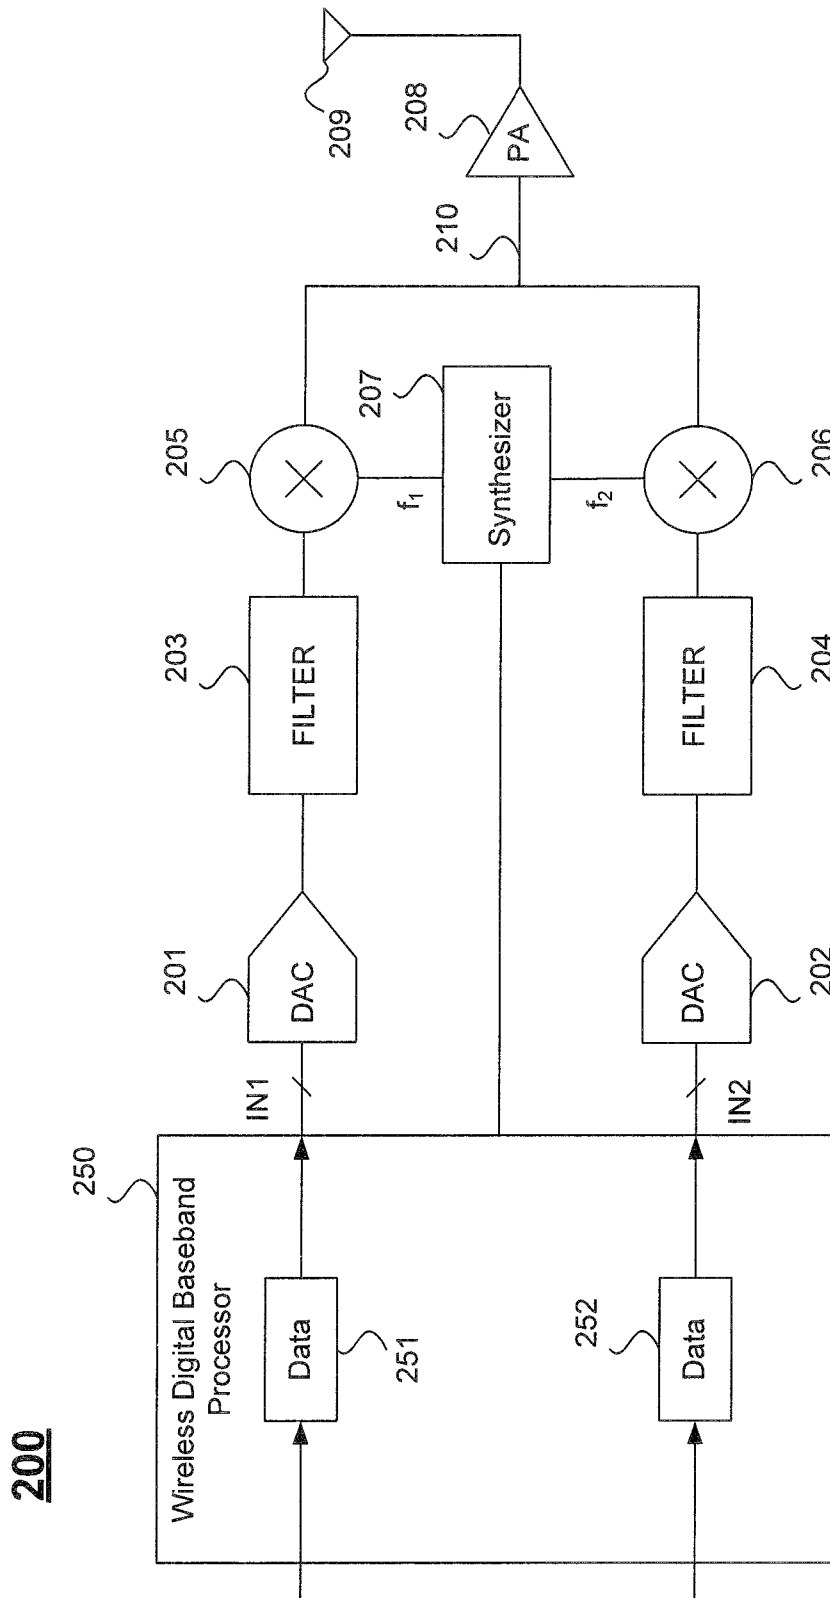 200
250
Wireless Digital Baseband
Processor
Data
251
Data
252
IN1
IN2
201
DAC
202
DAC
203
FILTER
204
FILTER
205
206
207
Synthesizer
f1
f2
210
208
PA
209